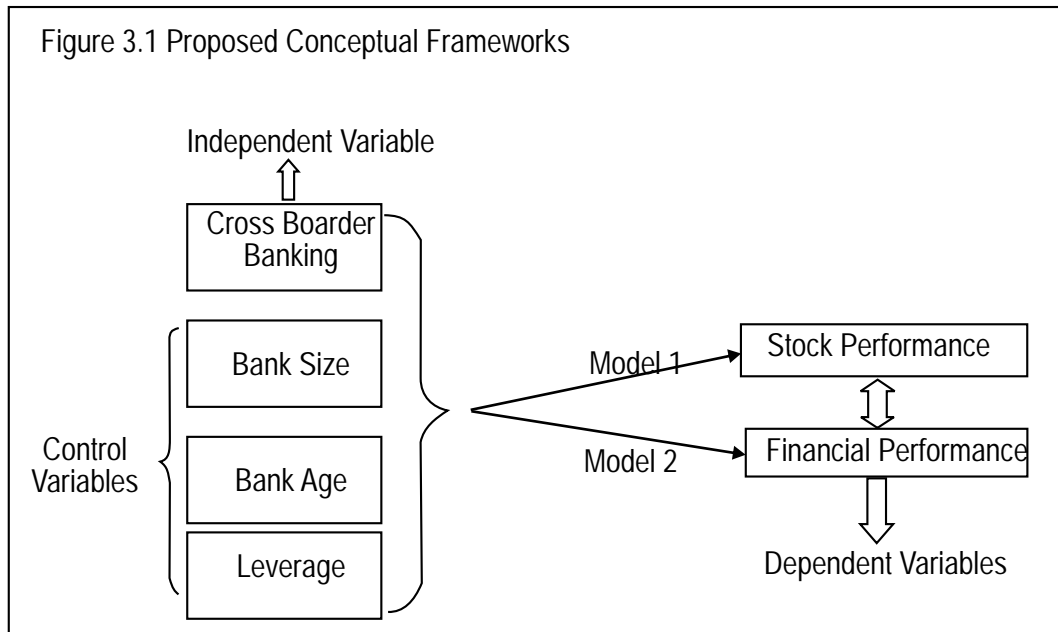 Figure 3.1 Proposed Conceptual Frameworks
Independent Variable
Cross Boarder
Banking
Bank Size
Control
Variables
Bank Age
Leverage
Model 1
Model 2
Stock Performance
Financial Performance
Dependent Variables